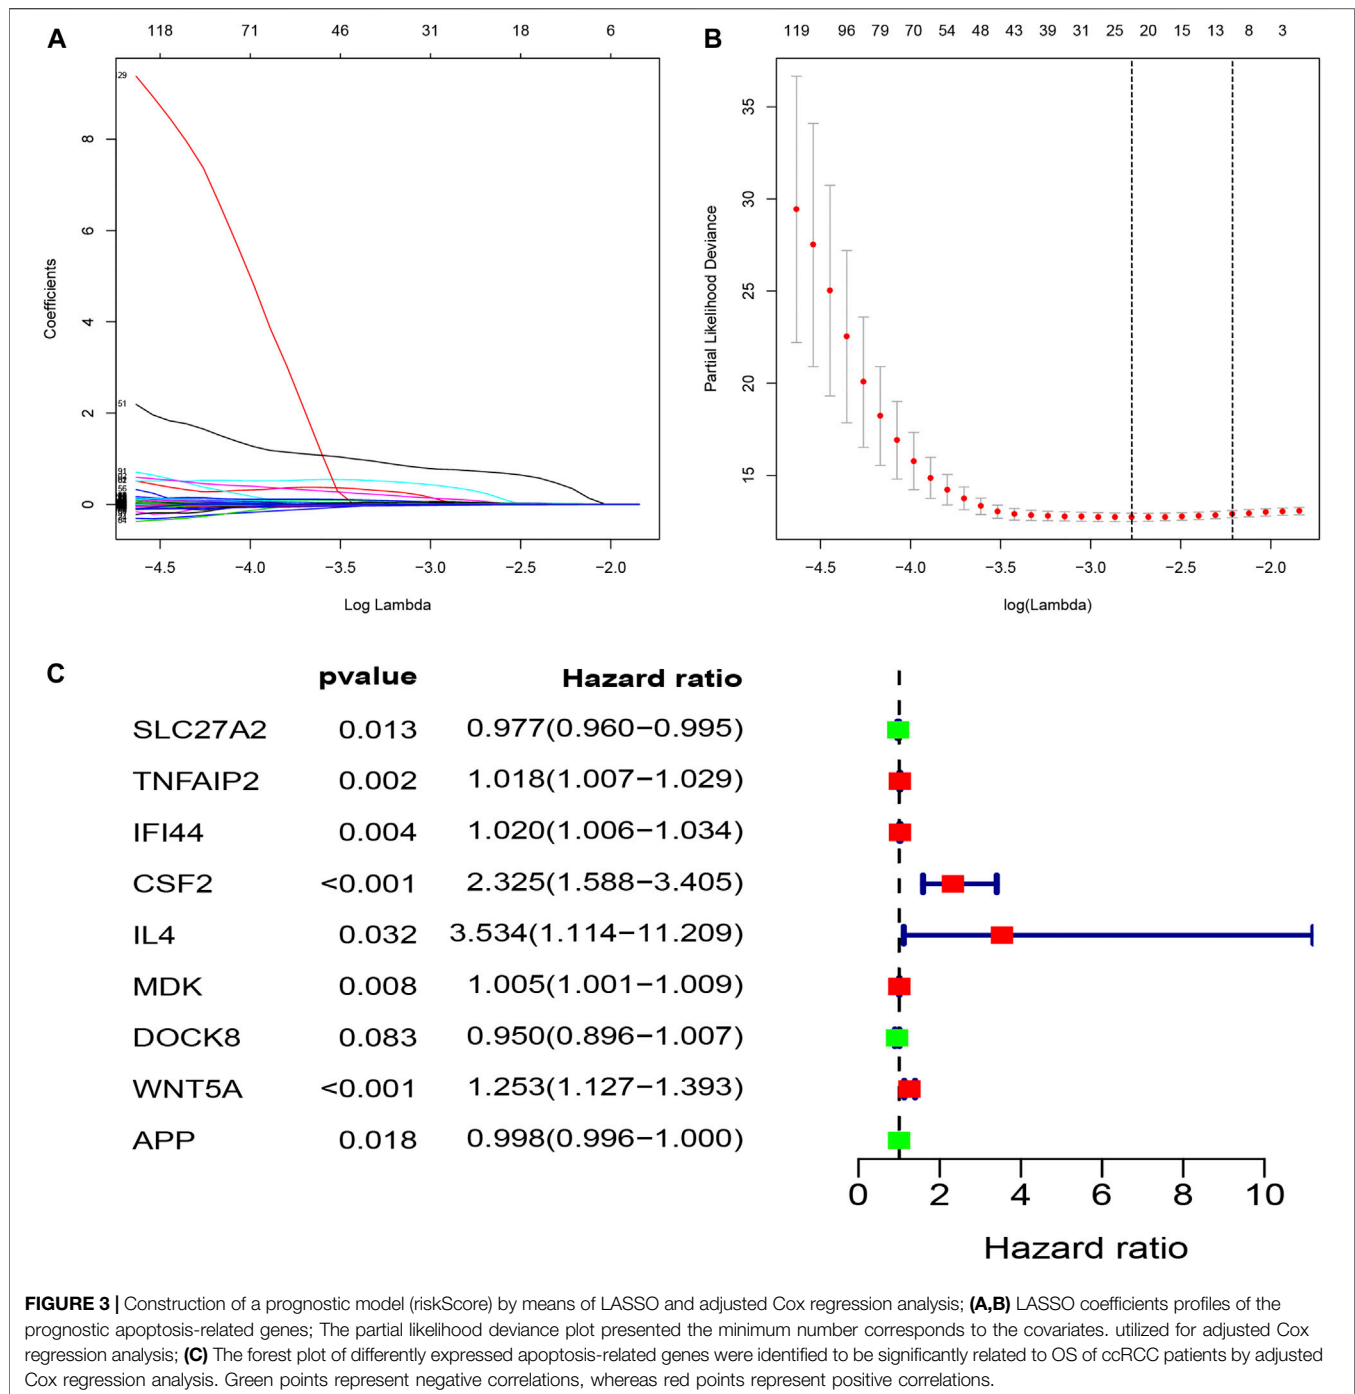 A
118 71 46 31 18 6
29
51
91
64
8
6
4
2
0
Coefficients
−4.5 −4.0 −3.5 −3.0 −2.5 −2.0
Log Lambda
B
119 96 79 70 54 48 43 39 31 25 20 15 13 8 3
35
30
25
20
15
Partial Likelihood Deviance
−4.5 −4.0 −3.5 −3.0 −2.5 −2.0
log(Lambda)
C
pvalue Hazard ratio
SLC27A2 0.013 0.977(0.960−0.995)
TNFAIP2 0.002 1.018(1.007−1.029)
IFI44 0.004 1.020(1.006−1.034)
CSF2 <0.001 2.325(1.588−3.405)
IL4 0.032 3.534(1.114−11.209)
MDK 0.008 1.005(1.001−1.009)
DOCK8 0.083 0.950(0.896−1.007)
WNT5A <0.001 1.253(1.127−1.393)
APP 0.018 0.998(0.996−1.000)
0 2 4 6 8 10
Hazard ratio
FIGURE 3 | Construction of a prognostic model (riskScore) by means of LASSO and adjusted Cox regression analysis; (A,B) LASSO coefficients profiles of the
prognostic apoptosis-related genes; The partial likelihood deviance plot presented the minimum number corresponds to the covariates. utilized for adjusted Cox
regression analysis; (C) The forest plot of differently expressed apoptosis-related genes were identified to be significantly related to OS of ccRCC patients by adjusted
Cox regression analysis. Green points represent negative correlations, whereas red points represent positive correlations.